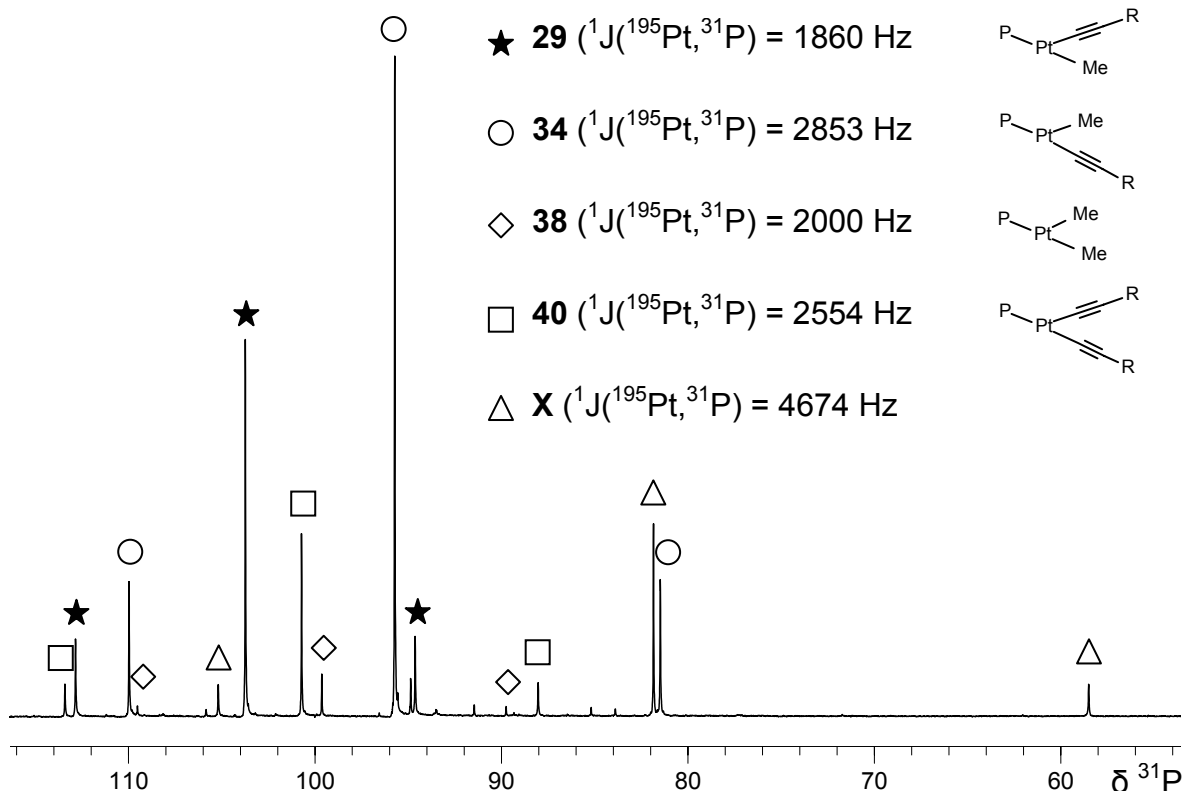 ★ 29 (¹J(¹⁹⁵Pt,³¹P) = 1860 Hz
P Pt R Me
○ 34 (¹J(¹⁹⁵Pt,³¹P) = 2853 Hz
P Pt Me R
◇ 38 (¹J(¹⁹⁵Pt,³¹P) = 2000 Hz
P Pt Me Me
□ 40 (¹J(¹⁹⁵Pt,³¹P) = 2554 Hz
P Pt R R
△ X (¹J(¹⁹⁵Pt,³¹P) = 4674 Hz
110 100 90 80 70 60 δ ³¹P